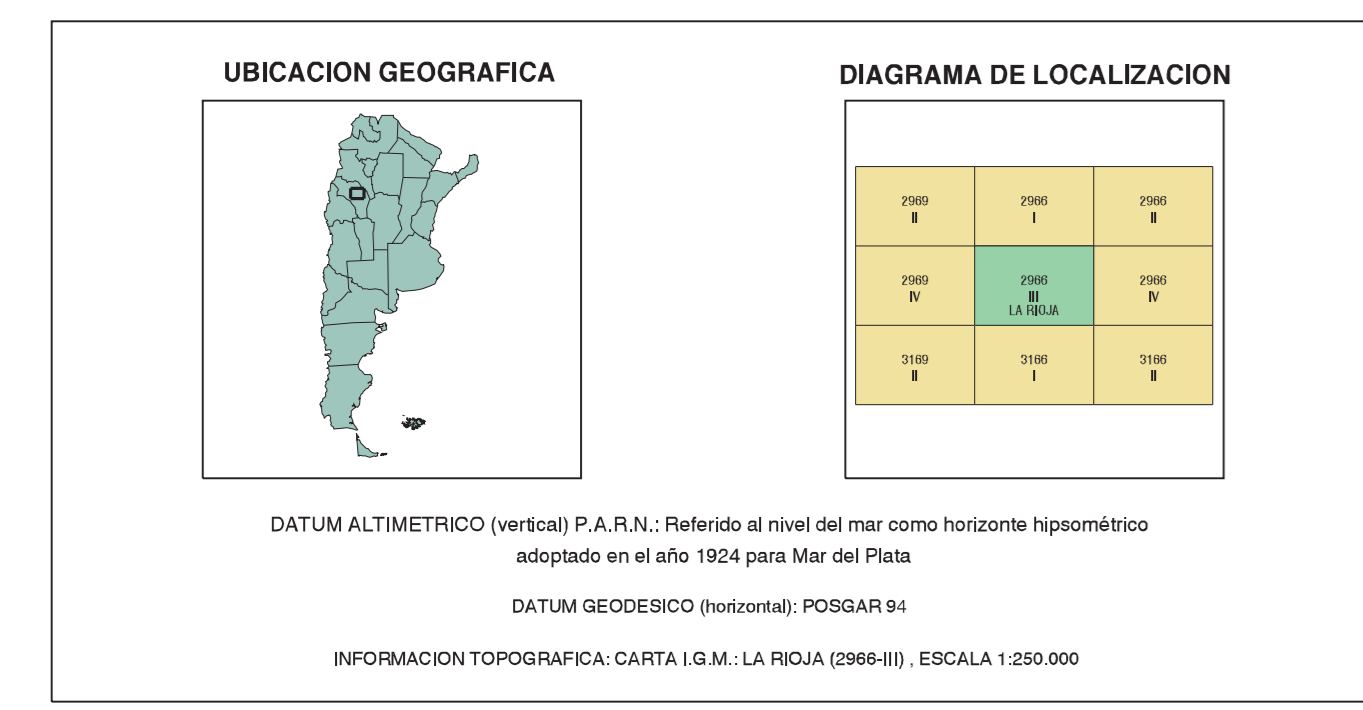 UBICACION GEOGRAFICA
DIAGRAMA DE LOCALIZACION
2969
II
2966
I
2966
II
2969
IV
2966
III
LA RIOJA
2966
IV
3169
II
3166
I
3166
II
DATUM ALTIMETRICO (vertical) P.A.R.N.: Referido al nivel del mar como horizonte hipsométrico
adoptado en el año 1924 para Mar del Plata
DATUM GEODESICO (horizontal): POSGAR 94
INFORMACION TOPOGRAFICA: CARTA I.G.M.: LA RIOJA (2966-III) , ESCALA 1:250.000